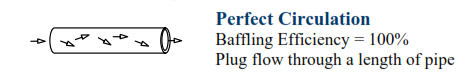 Perfect Circulation
Baffling Efficiency = 100%
Plug flow through a length of pipe